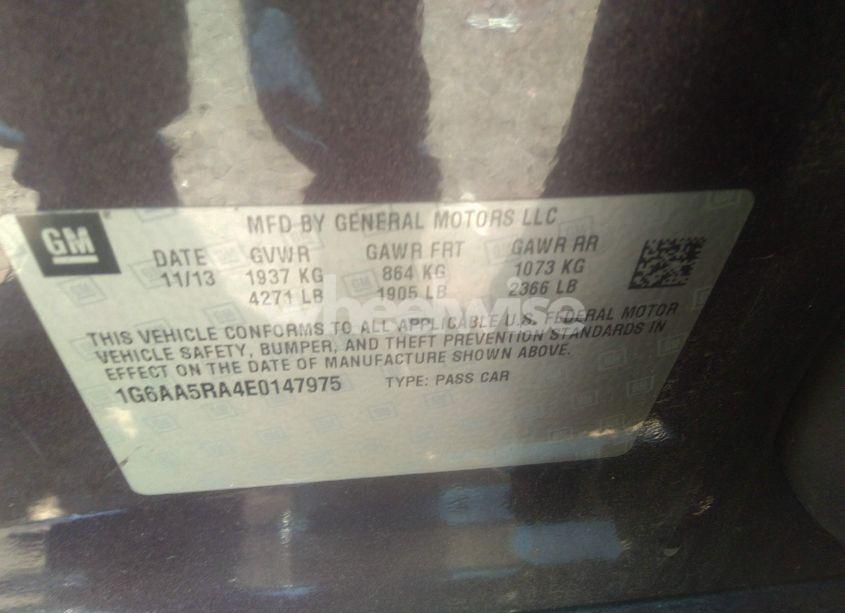 GM
MFD BY GENERAL MOTORS LLC
DATE GVWR GAWR FRT GAWR RR
11/13 1937 KG 864 KG 1073 KG
4271 LB 1905 LB 2366 LB
THIS VEHICLE CONFORMS TO ALL APPLICABLE U.S. FEDERAL MOTOR
VEHICLE SAFETY, BUMPER, AND THEFT PREVENTION STANDARDS IN
EFFECT ON THE DATE OF MANUFACTURE SHOWN ABOVE.
1G6AA5RA4E0147975 TYPE: PASS CAR
wheelwise